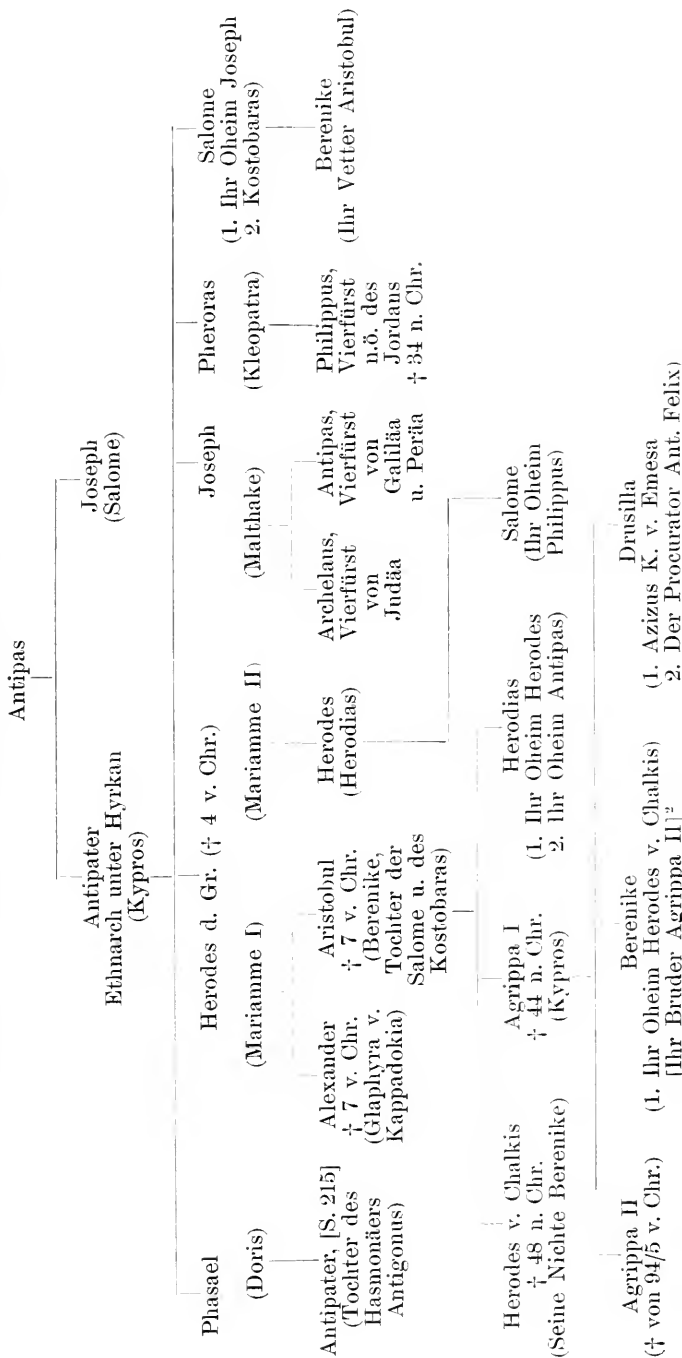 Antipas
Antipater
Ethnarch unter Hyrkan
(Kypros)
Joseph
(Salome)
Phasael
Herodes d. Gr. († 4 v. Chr.)
Joseph
Pheroras
Salome
(1. Ihr Oheim Joseph
2. Kostobaras)
(Doris)
(Mariamme I)
(Mariamme II)
(Malthake)
(Kleopatra)
Antipater, [S. 215]
(Tochter des
Hasmonäers
Antigonus)
Alexander
† 7 v. Chr.
(Glaphyra v.
Kappadokia)
Aristobul
† 7 v. Chr.
(Berenike,
Tochter der
Salome u. des
Kostobaras)
Herodes
(Herodias)
Archelaus,
Vierfürst
von
Judäa
Antipas,
Vierfürst
von
Galiläa
u. Peräa
Philippus,
Vierfürst
n.ö. des
Jordans
† 34 n. Chr.
Berenike
(Ihr Vetter Aristobul)
Herodes v. Chalkis
† 48 n. Chr.
(Seine Nichte Berenike)
Agrippa I
† 44 n. Chr.
(Kypros)
Herodias
(1. Ihr Oheim Herodes
2. Ihr Oheim Antipas)
Salome
(Ihr Oheim
Philippus)
Agrippa II
(† von 94/5 v. Chr.)
Berenike
(1. Ihr Oheim Herodes v. Chalkis)
[Ihr Bruder Agrippa II]²
Drusilla
(1. Azizus K. v. Emesa
2. Der Procurator Ant. Felix)